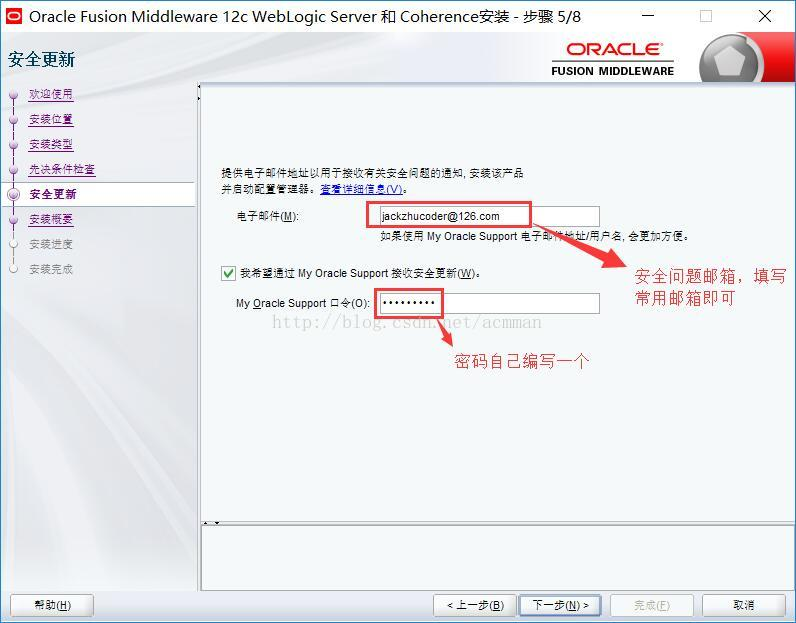 Oracle Fusion Middleware 12c WebLogic Server 和 Coherence安装 - 步骤 5/8
安全更新
ORACLE
FUSION MIDDLEWARE
欢迎使用
安装位置
安装类型
先决条件检查
安全更新
安装概要
安装进度
安装完成
提供电子邮件地址以用于接收有关安全问题的通知, 安装该产品
并启动配置管理器。查看详细信息(V)。
电子邮件(M):
jackzhucoder@126.com
如果使用 My Oracle Support 电子邮件地址/用户名, 会更加方便。
安全问题邮箱，填写
常用邮箱即可
我希望通过 My Oracle Support 接收安全更新(W)。
My Oracle Support 口令(O):
•••••••••
http://blog.csdn.net/acmman
密码自己编写一个
帮助(H)
< 上一步(B)
下一步(N) >
完成(F)
取消